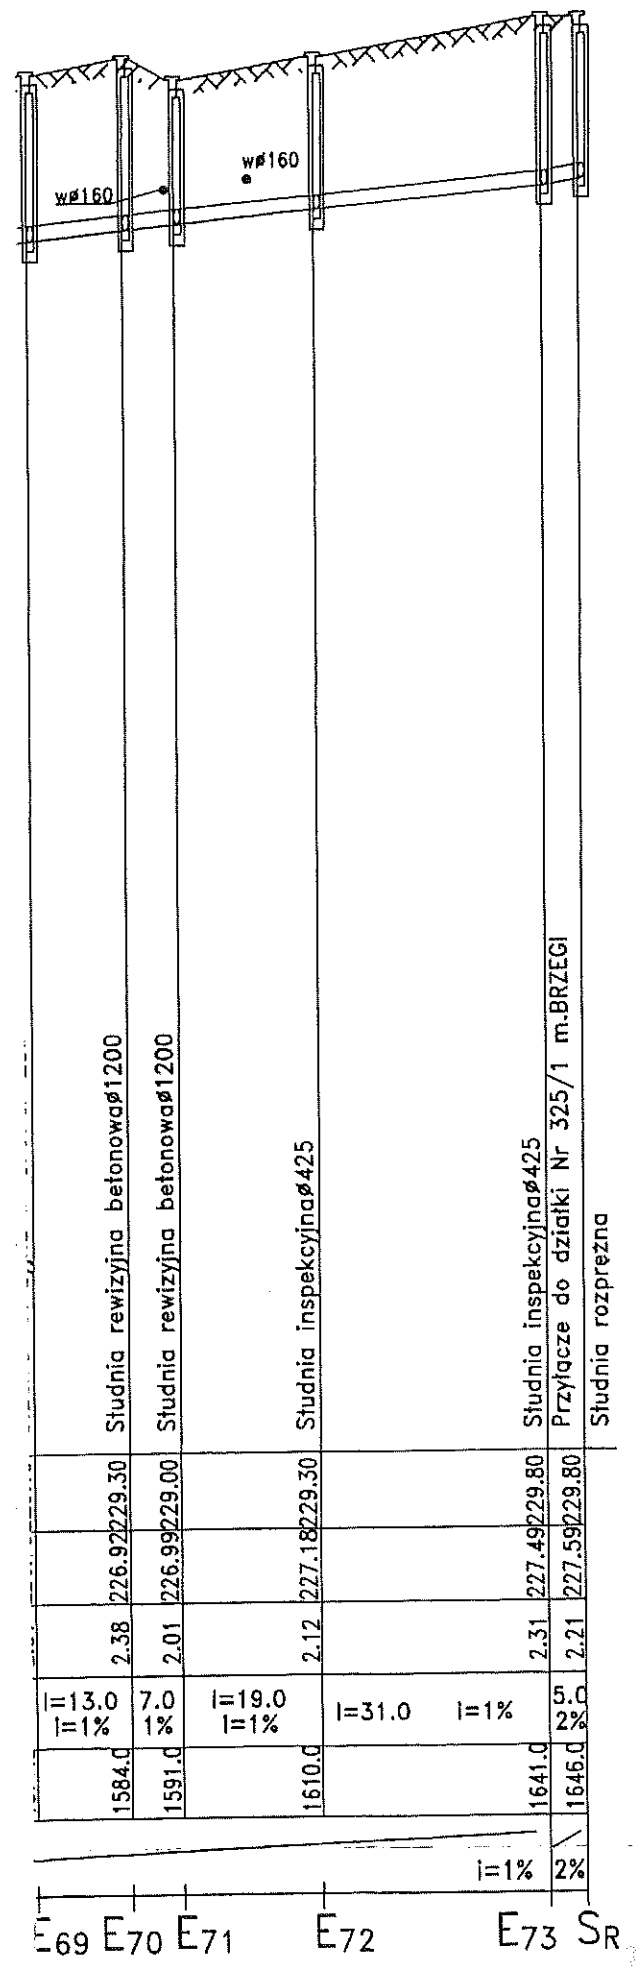 wø160
wø160
Studnia rewizyjna betonowaø1200
Studnia rewizyjna betonowaø1200
Studnia inspekcyjnaø425
Studnia inspekcyjnaø425
Przyłącze do działki Nr 325/1 m.BRZEGI
Studnia rozprężna
229.30 229.00 229.30 229.80 229.80
226.92 226.99 227.18 227.49 227.59
2.38 2.01 2.12 2.31 2.21
l=13.0 7.0 l=19.0 l=31.0 i=1% 5.0
i=1% 1% i=1% 2%
1584.0 1591.0 1610.0 1641.0 1646.0
i=1% 2%
E69 E70 E71 E72 E73 SR